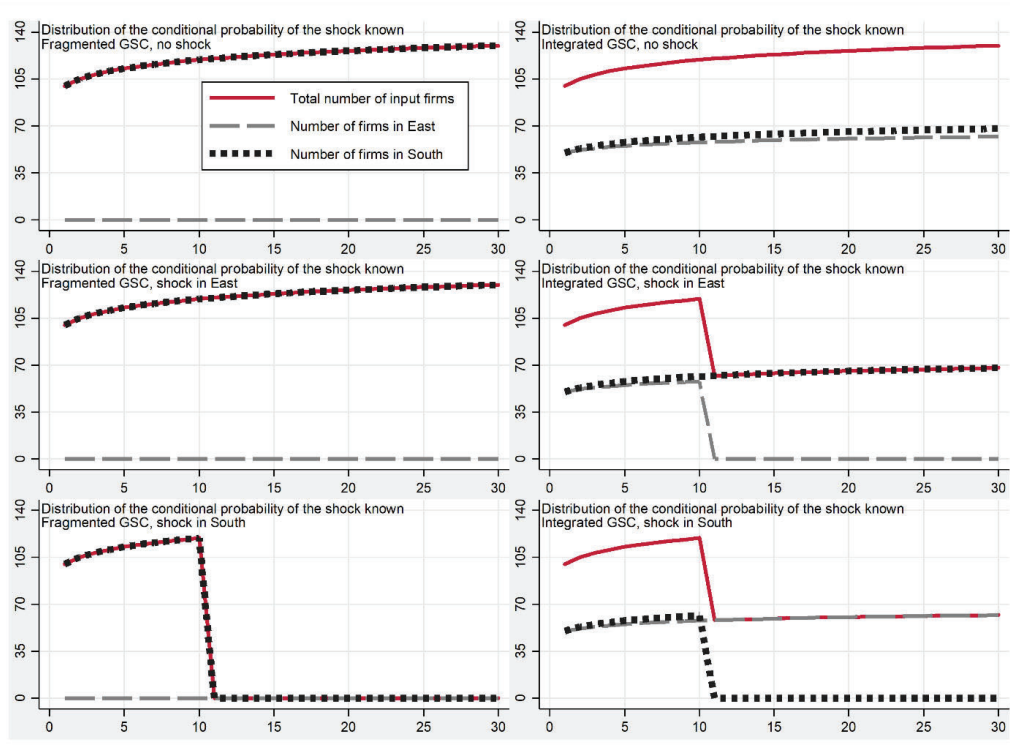 Distribution of the conditional probability of the shock known
Fragmented GSC, no shock
140
105
70
35
0
Total number of input firms
Number of firms in East
Number of firms in South
0 5 10 15 20 25 30
Distribution of the conditional probability of the shock known
Integrated GSC, no shock
140
105
70
35
0
0 5 10 15 20 25 30
Distribution of the conditional probability of the shock known
Fragmented GSC, shock in East
140
105
70
35
0
0 5 10 15 20 25 30
Distribution of the conditional probability of the shock known
Integrated GSC, shock in East
140
105
70
35
0
0 5 10 15 20 25 30
Distribution of the conditional probability of the shock known
Fragmented GSC, shock in South
140
105
70
35
0
0 5 10 15 20 25 30
Distribution of the conditional probability of the shock known
Integrated GSC, shock in South
140
105
70
35
0
0 5 10 15 20 25 30